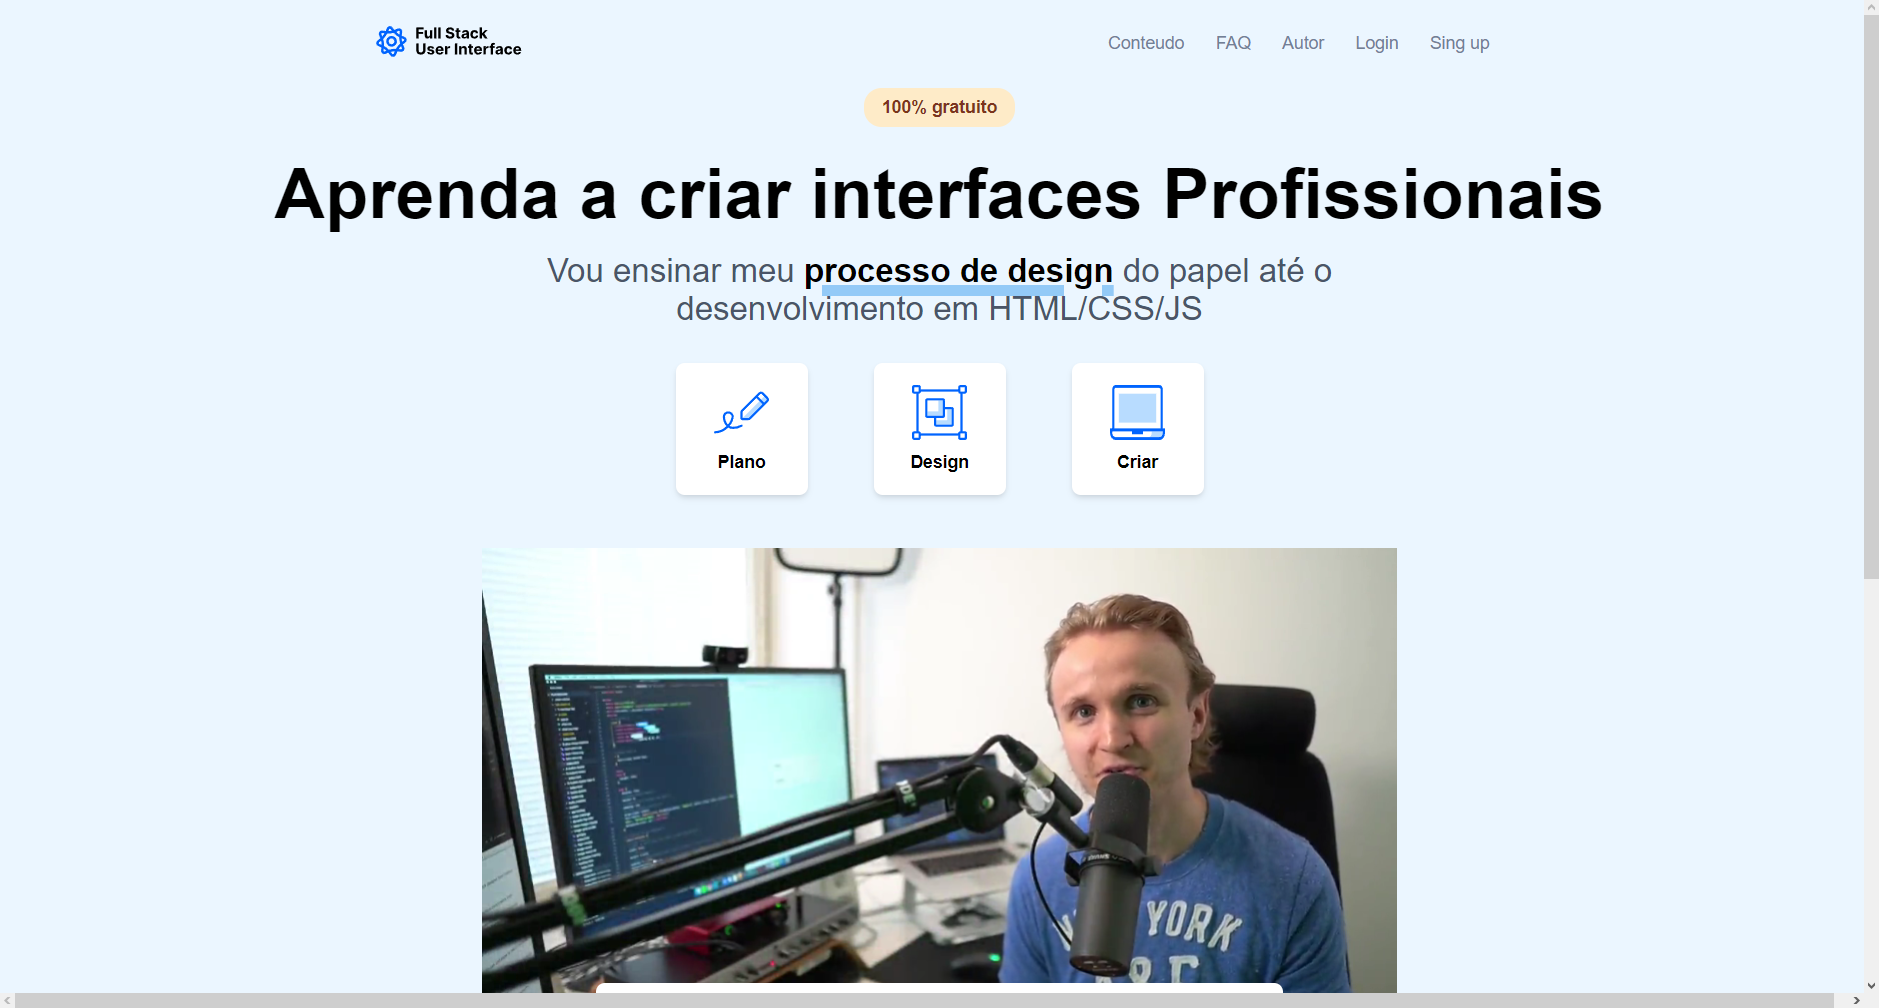 Full Stack
User Interface
Conteudo FAQ Autor Login Sing up
100% gratuito
Aprenda a criar interfaces Profissionais
Vou ensinar meu processo de design do papel até o
desenvolvimento em HTML/CSS/JS
Plano Design Criar
YORK